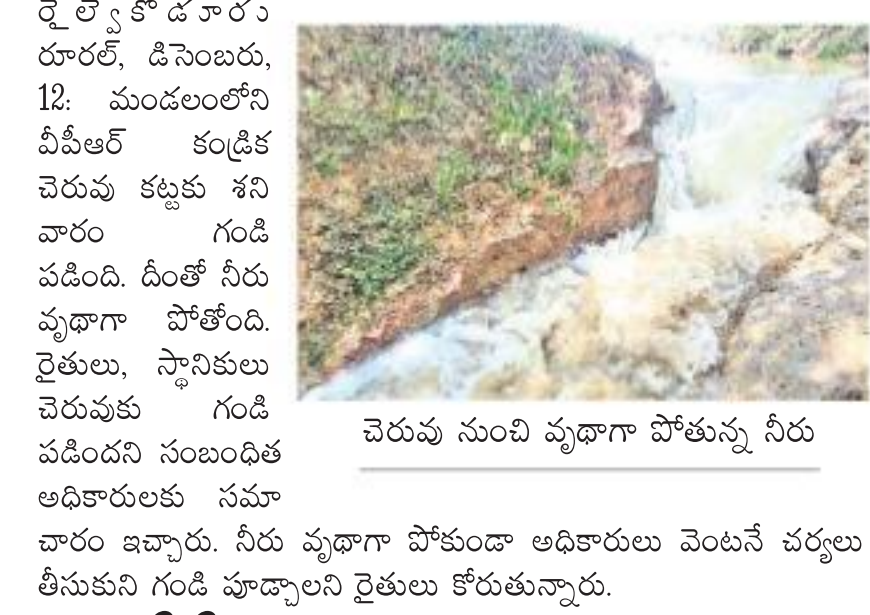 రైల్వేకోడూరు
రూరల్, డిసెంబరు,
12: మండలంలోని
వీపీఆర్ కండ్రిక
చెరువు కట్టకు శని
వారం గండి
పడింది. దీంతో నీరు
వృథాగా పోతోంది.
రైతులు, స్థానికులు
చెరువుకు గండి
పడిందని సంబంధిత
అధికారులకు సమా
చారం ఇచ్చారు. నీరు వృథాగా పోకుండా అధికారులు వెంటనే చర్యలు
తీసుకుని గండి పూడ్చాలని రైతులు కోరుతున్నారు.
చెరువు నుంచి వృథాగా పోతున్న నీరు